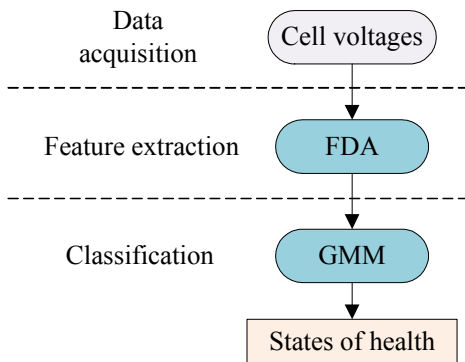 Data
acquisition
Cell voltages
Feature extraction
FDA
Classification
GMM
States of health